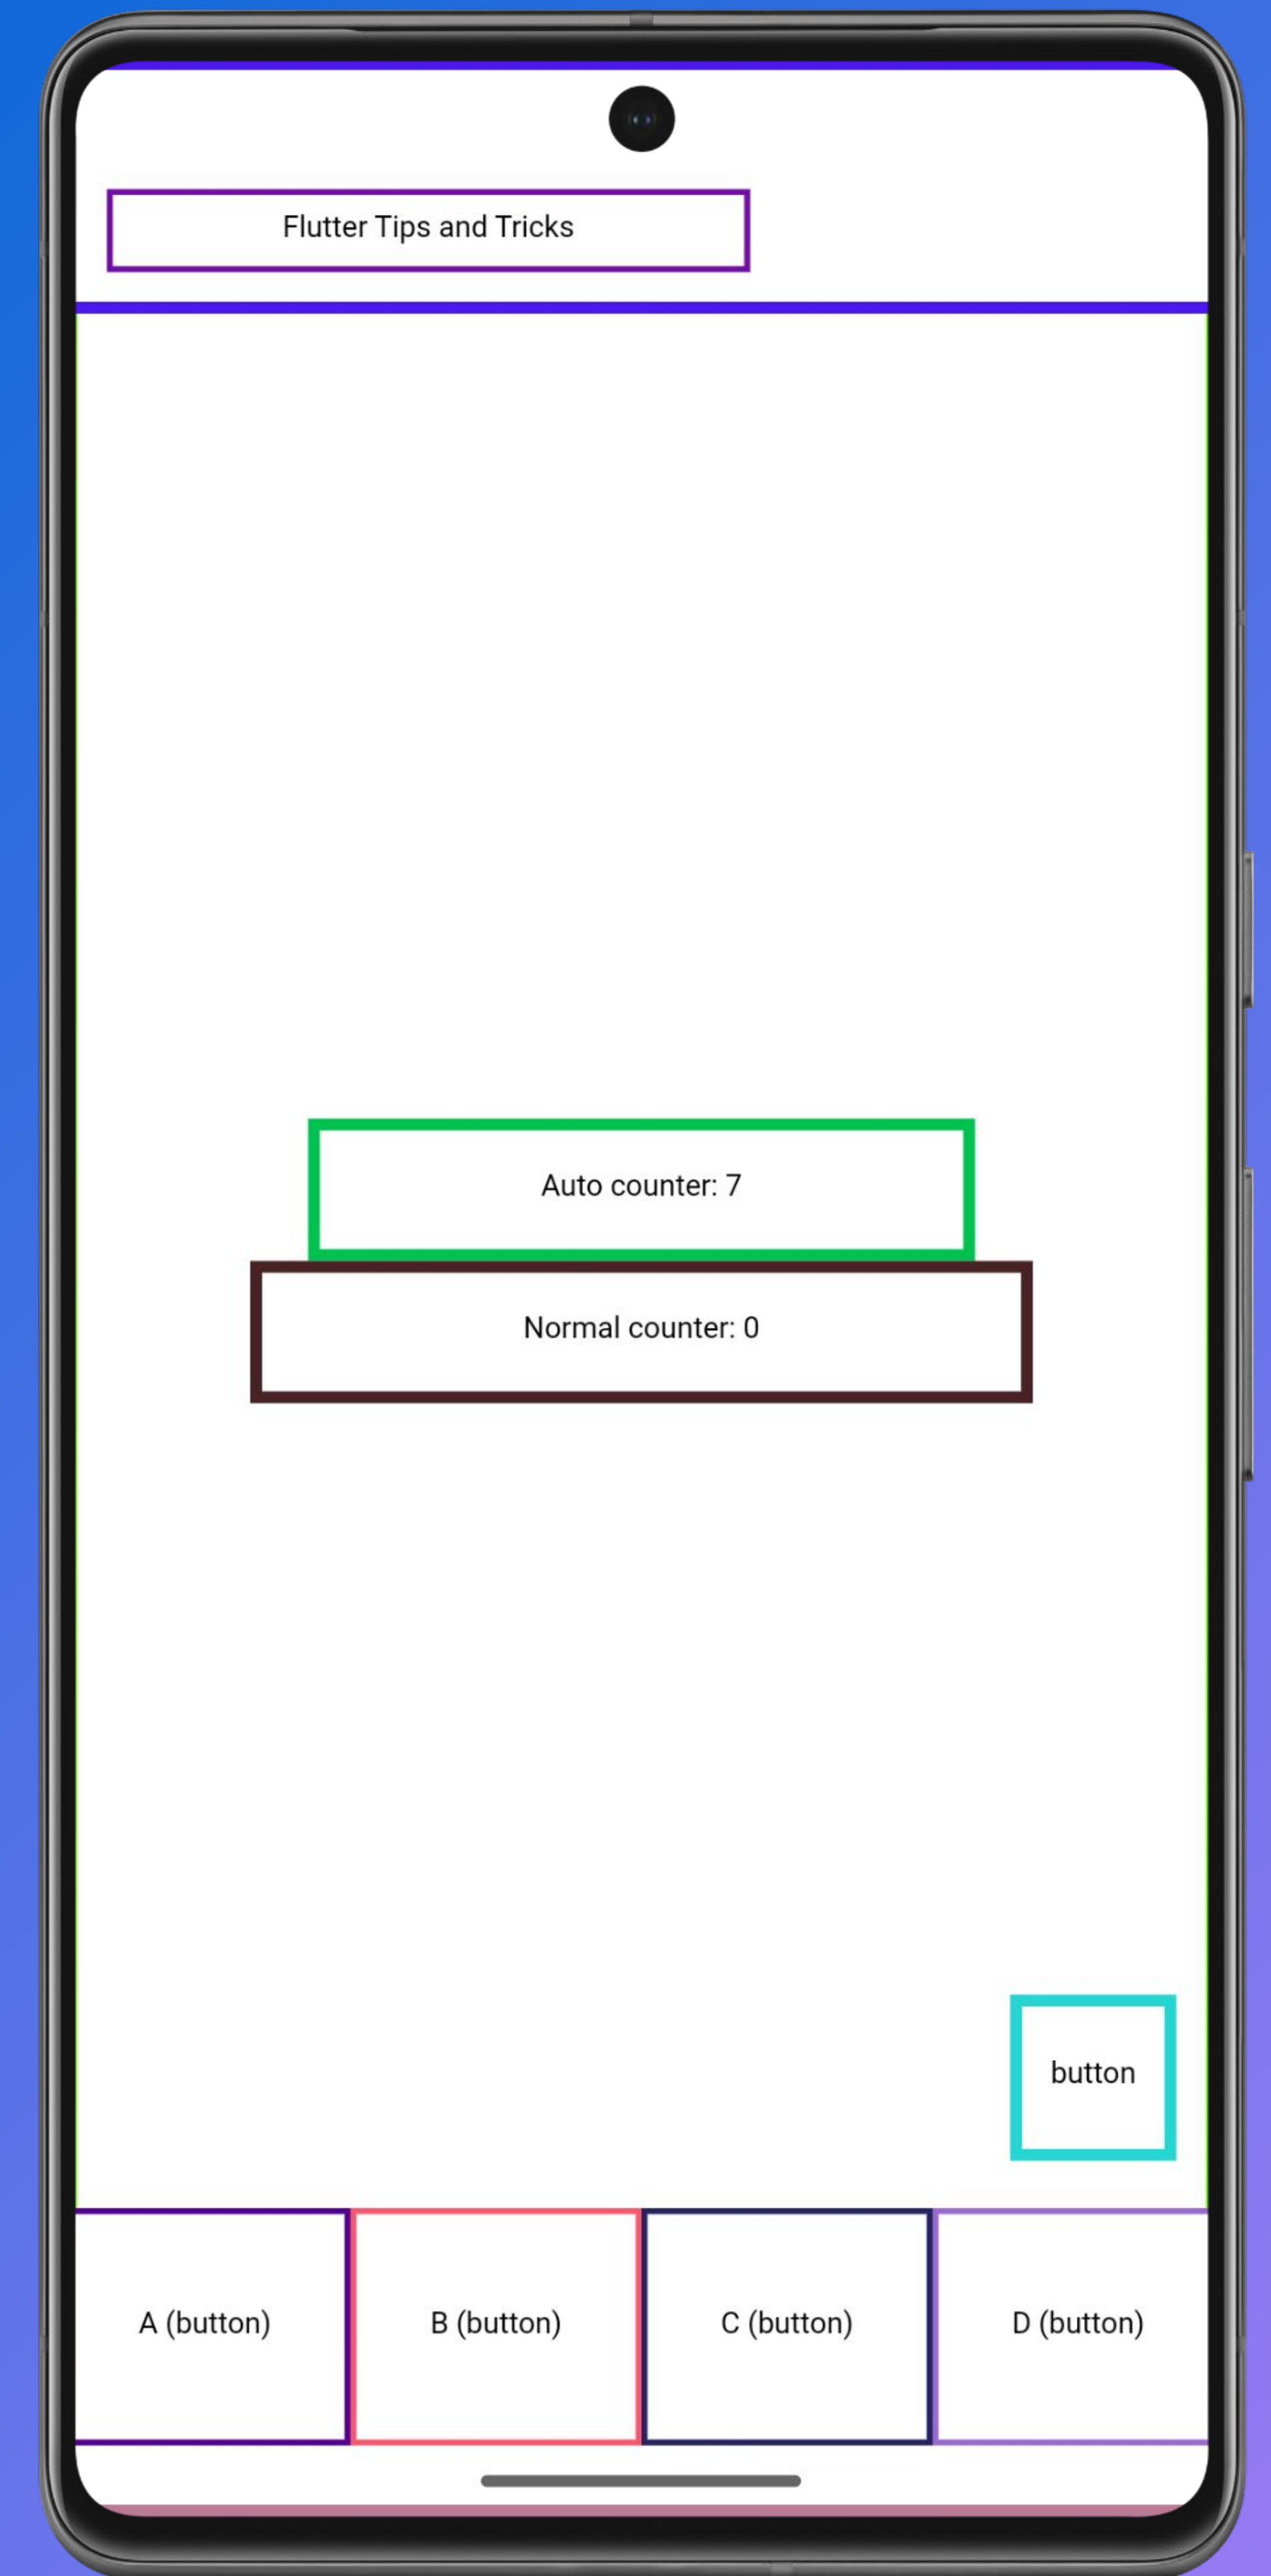 Flutter Tips and Tricks
Auto counter: 7
Normal counter: 0
button
A (button)
B (button)
C (button)
D (button)